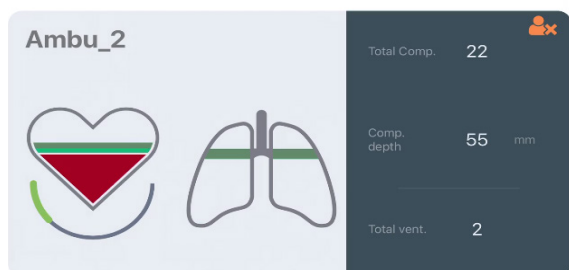 Ambu_2
Total Comp. 22
Comp.
depth
55 mm
Total vent. 2